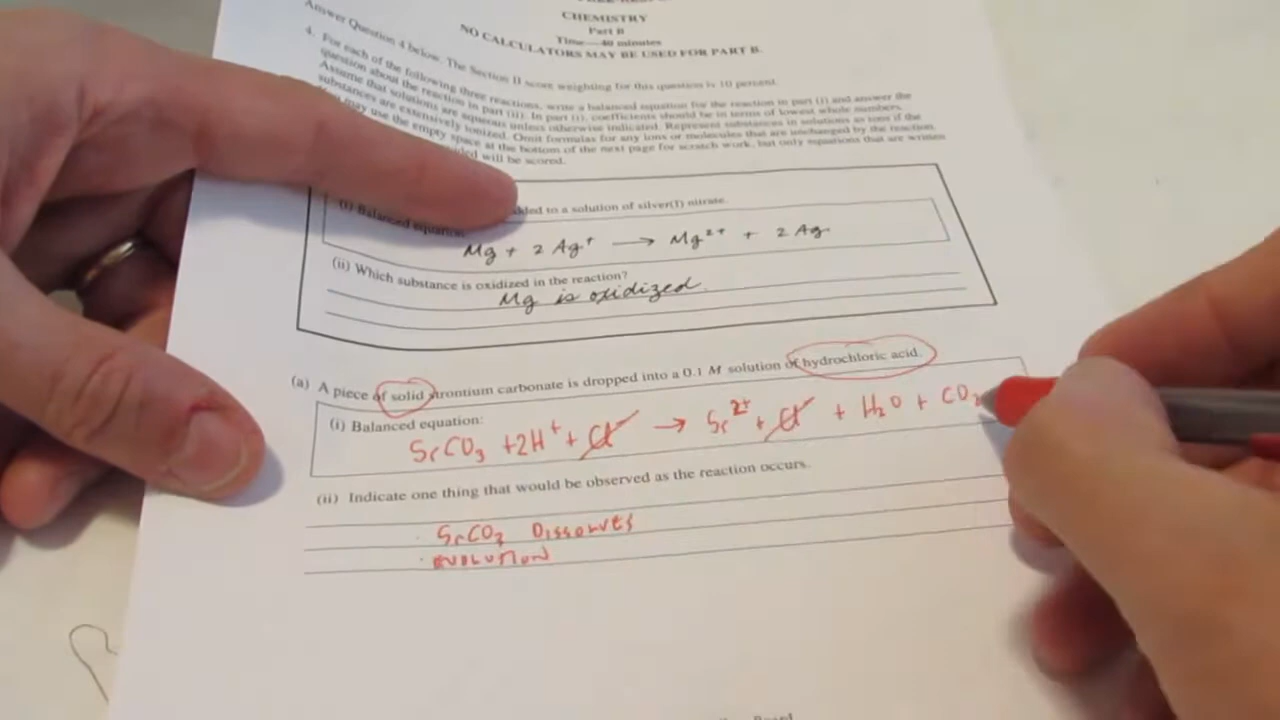 CHEMISTRY
Part B
Time—40 minutes
NO CALCULATORS MAY BE USED FOR PART B.
Answer Question 4 below. The Section II score weighting for this question is 10 percent.
4. For each of the following three reactions, write a balanced equation for the reaction in part (i) and answer the
question about the reaction in part (ii). In part (i), coefficients should be in terms of lowest whole numbers.
Assume that solutions are aqueous unless otherwise indicated. Represent substances in solutions as ions if the
substances are extensively ionized. Omit formulas for any ions or molecules that are unchanged by the reaction.
may use the empty space at the bottom of the next page for scratch work, but only equations that are written
will be scored.
added to a solution of silver(I) nitrate.
(i) Balanced equation
Mg + 2 Ag⁺ ⟶ Mg²⁺ + 2 Ag
(ii) Which substance is oxidized in the reaction?
Mg is oxidized.
(a) A piece of solid strontium carbonate is dropped into a 0.1 M solution of hydrochloric acid.
(i) Balanced equation:
SrCO₃ + 2H⁺ + Cl⁻ → Sr²⁺ + Cl⁻ + H₂O + CO₂
(ii) Indicate one thing that would be observed as the reaction occurs.
· SrCO₃ DISSOLVES
· EVOLUTION